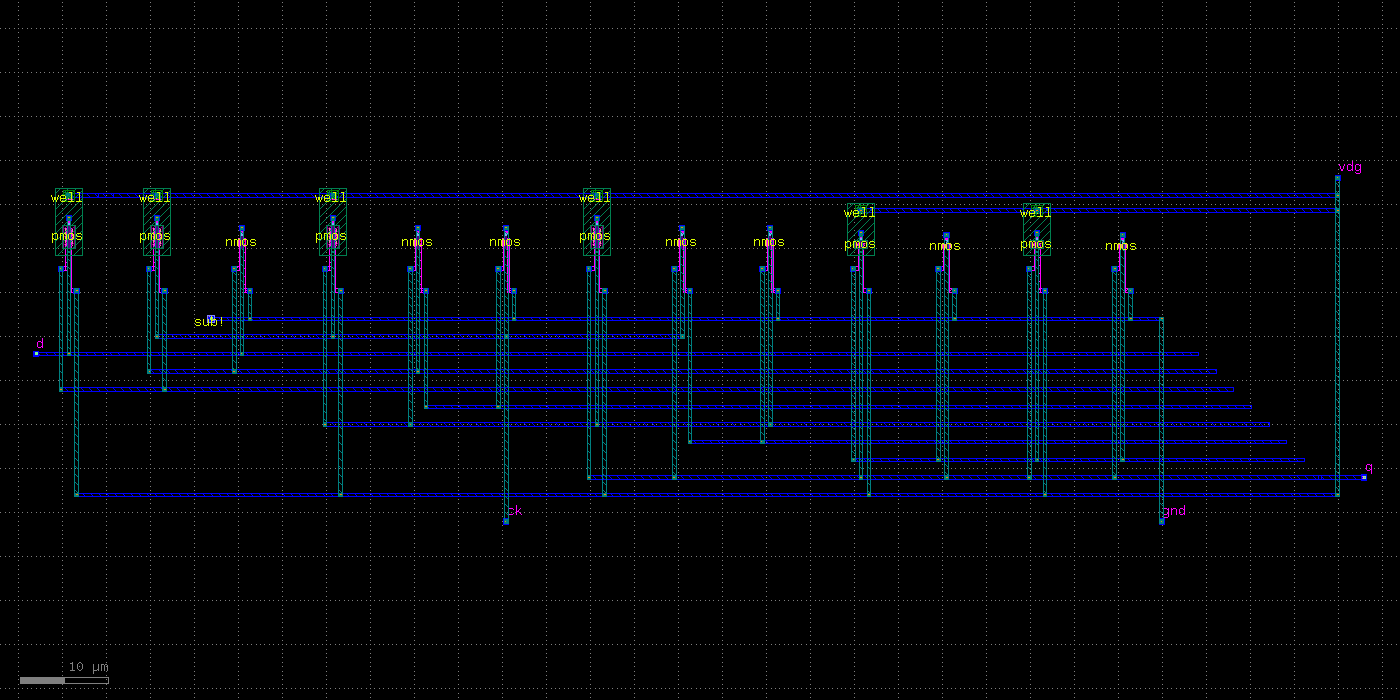 vdg
well well well well
well well
pmos pmos nmos pmos nmos nmos pmos nmos nmos pmos nmos pmos nmos
sub!
d
q
ck gnd
10 µm